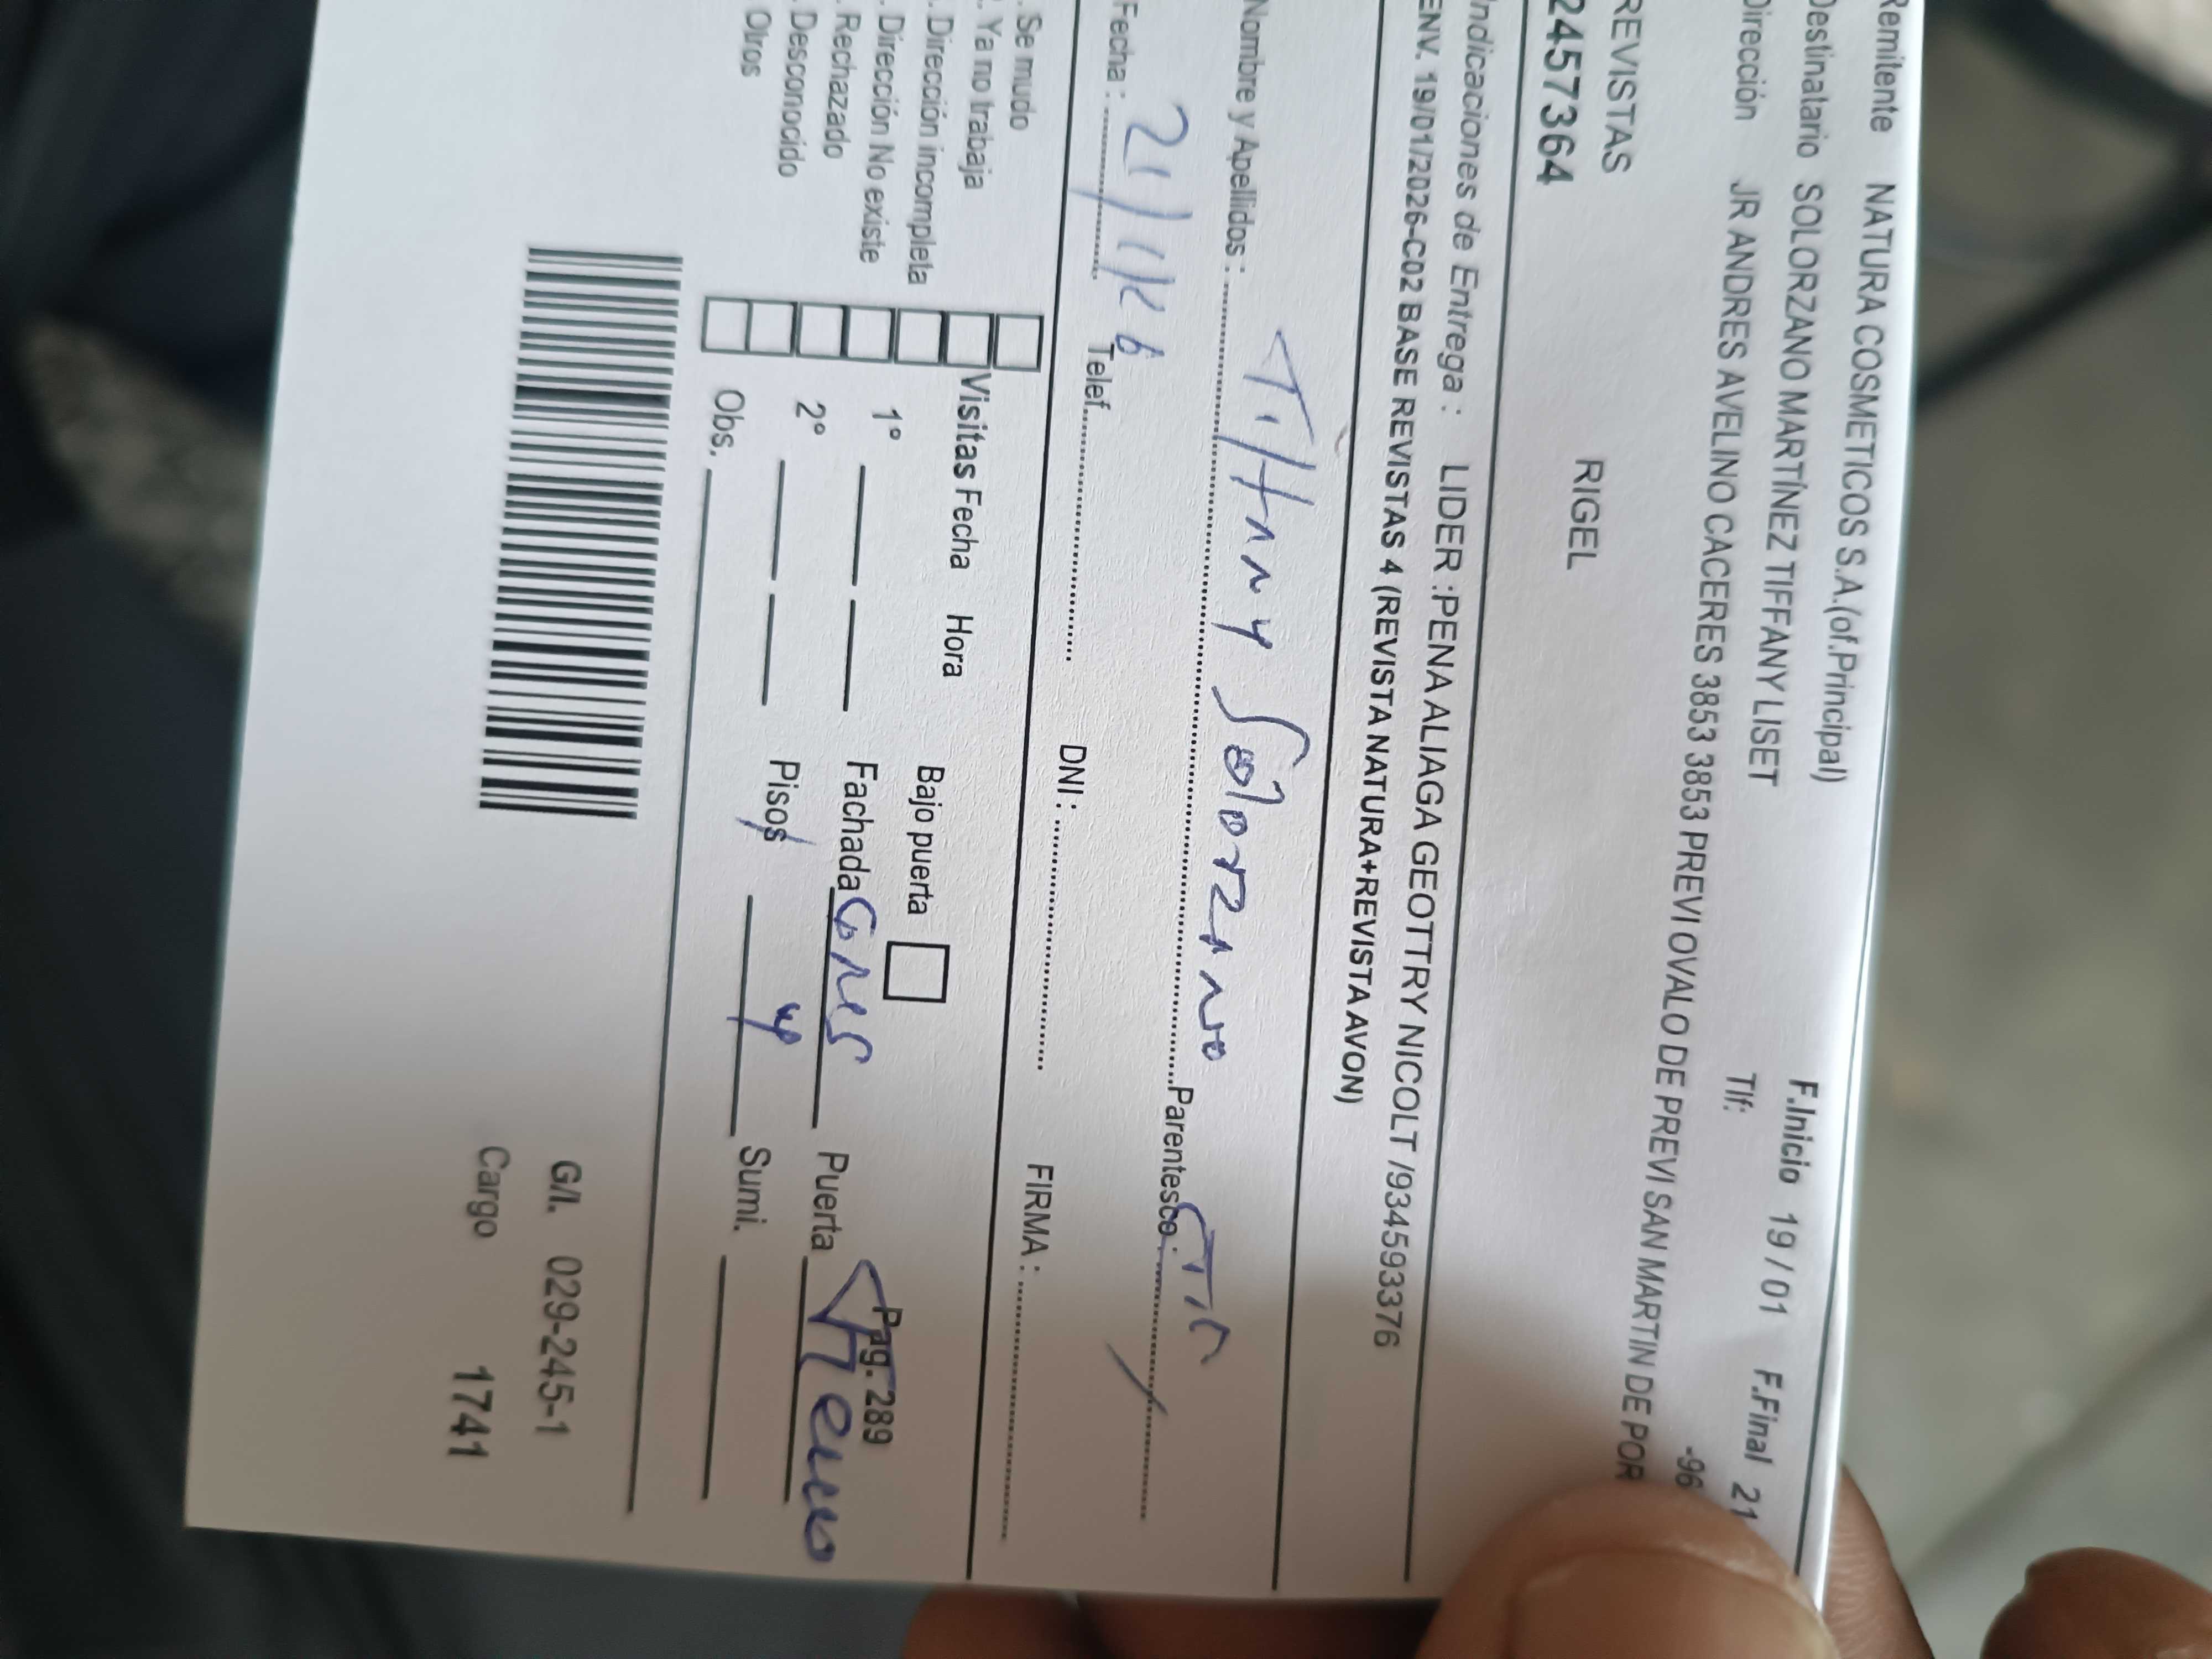 Remitente NATURA COSMETICOS S.A.(of.Principal)
Destinatario SOLORZANO MARTÍNEZ TIFFANY LISET F.Inicio 19 / 01 F.Final 21
Dirección JR ANDRES AVELINO CACERES 3853 3853 PREVI OVALO DE PREVI SAN MARTIN DE POR Tlf: -96
REVISTAS
2457364 RIGEL
Indicaciones de Entrega : LIDER :PENA ALIAGA GEOTTRY NICOLT /934593376
ENV. 19/01/2026-C02 BASE REVISTAS 4 (REVISTA NATURA+REVISTA AVON)
Nombre y Apellidos : Tiffany Solorzano Parentesco : TIT
Fecha : 21/1/26 Telef. DNI : FIRMA :
. Se mudo
. Ya no trabaja Visitas Fecha Hora Bajo puerta
. Dirección incompleta
. Dirección No existe 1° Fachada Pag. 289
. Rechazado Puerta
. Desconocido 2° Pisos 4
Otros Obs. Sumi.
G/l. 029-245-1
Cargo 1741